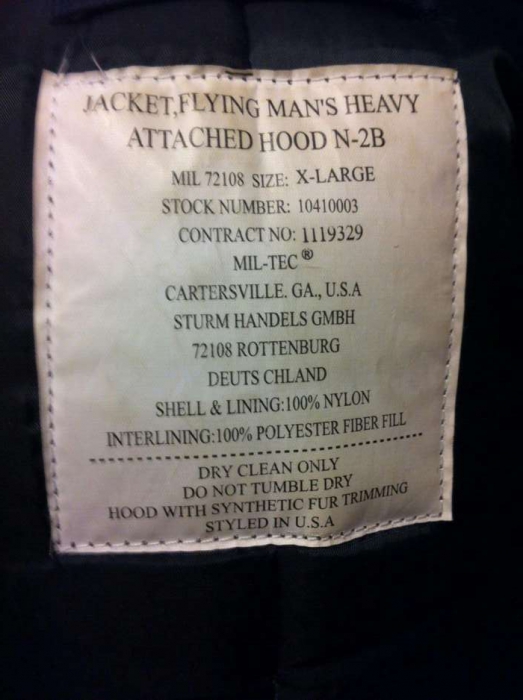 JACKET,FLYING MAN'S HEAVY
ATTACHED HOOD N-2B
MIL 72108 SIZE: X-LARGE
STOCK NUMBER: 10410003
CONTRACT NO: 1119329
MIL-TEC®
CARTERSVILLE. GA., U.S.A
STURM HANDELS GMBH
72108 ROTTENBURG
DEUTS CHLAND
SHELL & LINING:100% NYLON
INTERLINING:100% POLYESTER FIBER FILL
DRY CLEAN ONLY
DO NOT TUMBLE DRY
HOOD WITH SYNTHETIC FUR TRIMMING
STYLED IN U.S.A